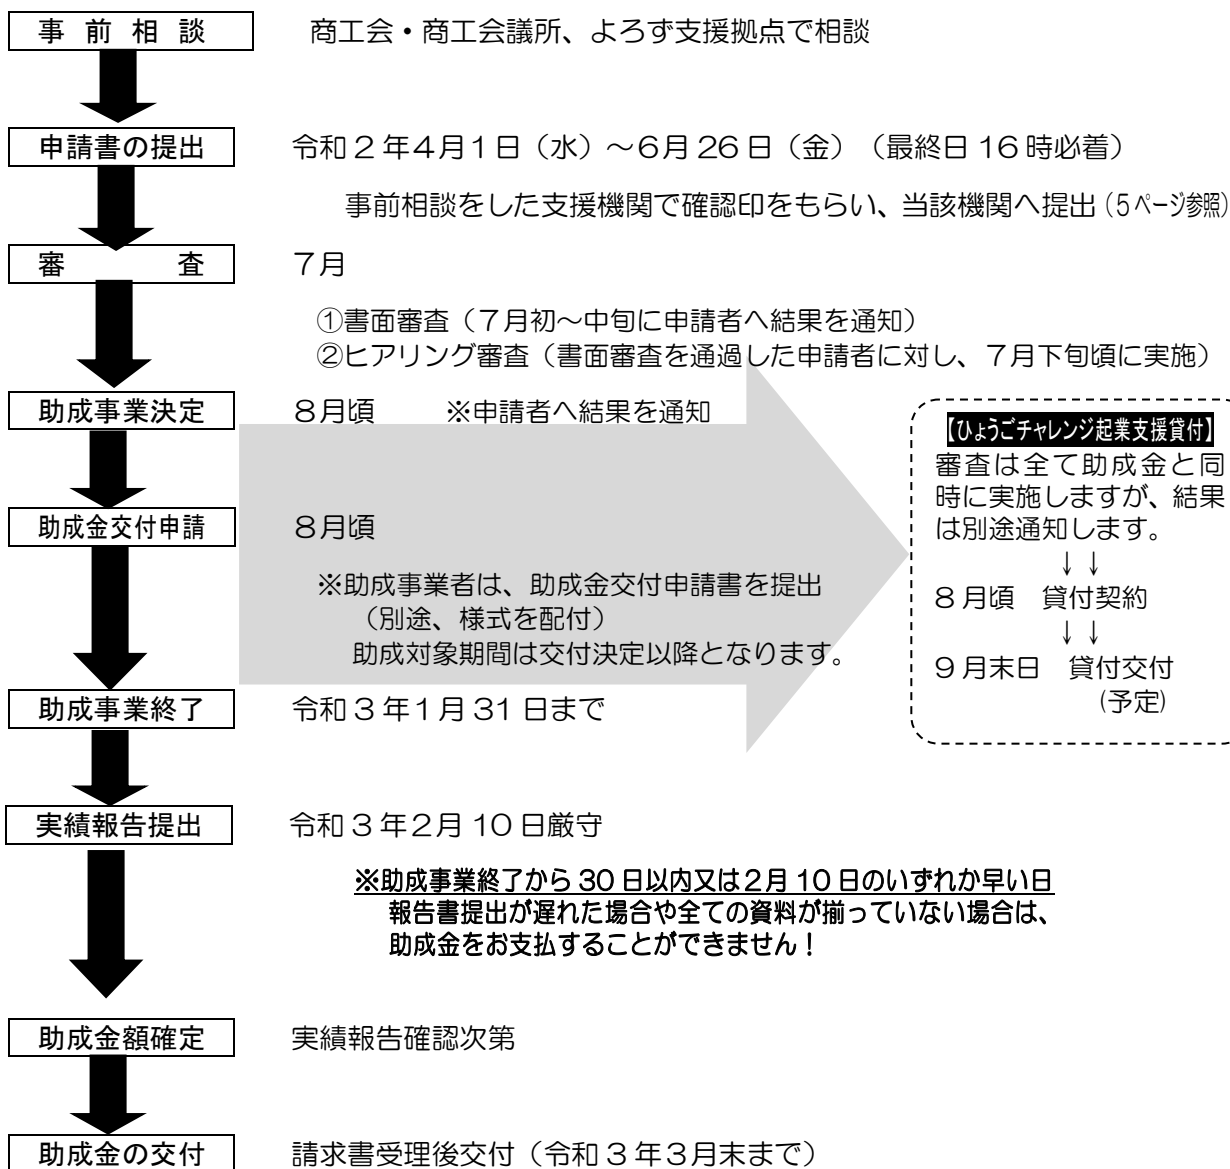 事前相談　商工会・商工会議所、よろず支援拠点で相談
申請書の提出　令和２年４月１日（水）～６月26日（金）（最終日16時必着）
事前相談をした支援機関で確認印をもらい、当該機関へ提出（5ページ参照）
審　査　７月
①書面審査（７月初～中旬に申請者へ結果を通知）
②ヒアリング審査（書面審査を通過した申請者に対し、７月下旬頃に実施）
助成事業決定　８月頃　※申請者へ結果を通知
助成金交付申請　８月頃
※助成事業者は、助成金交付申請書を提出
（別途、様式を配付）
助成対象期間は交付決定以降となります。
【ひょうごチャレンジ起業支援貸付】
審査は全て助成金と同
時に実施しますが、結果
は別途通知します。
↓↓
８月頃　貸付契約
↓↓
９月末日　貸付交付
(予定)
助成事業終了　令和３年１月31日まで
実績報告提出　令和３年２月10日厳守
※助成事業終了から30日以内又は２月10日のいずれか早い日
報告書提出が遅れた場合や全ての資料が揃っていない場合は、
助成金をお支払することができません！
助成金額確定　実績報告確認次第
助成金の交付　請求書受理後交付（令和３年３月末まで）